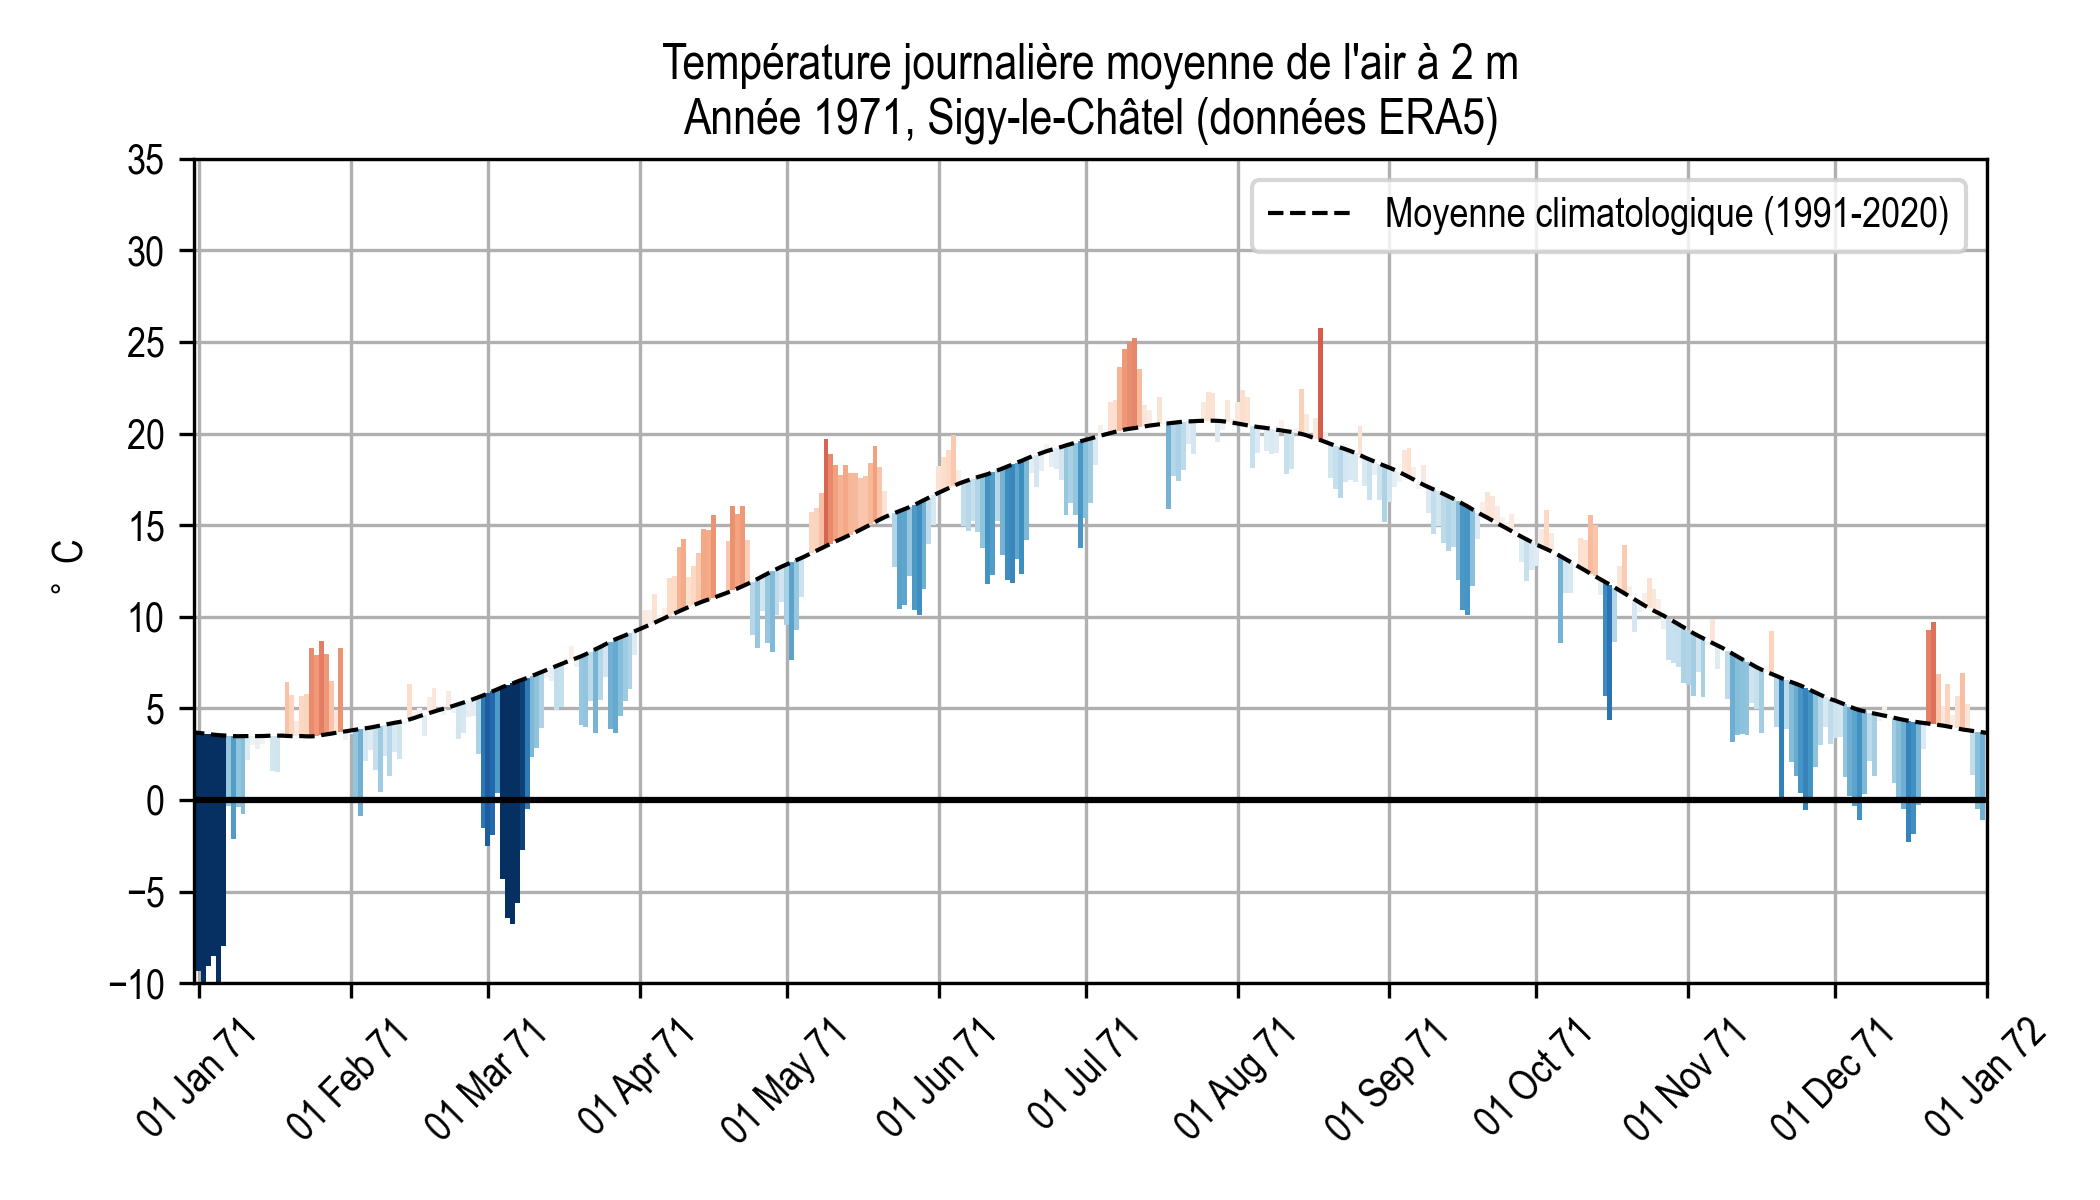 Température journalière moyenne de l'air à 2 m
Année 1971, Sigy-le-Châtel (données ERA5)
Moyenne climatologique (1991-2020)
° C
35
30
25
20
15
10
5
0
−5
−10
01 Jan 71
01 Feb 71
01 Mar 71
01 Apr 71
01 May 71
01 Jun 71
01 Jul 71
01 Aug 71
01 Sep 71
01 Oct 71
01 Nov 71
01 Dec 71
01 Jan 72